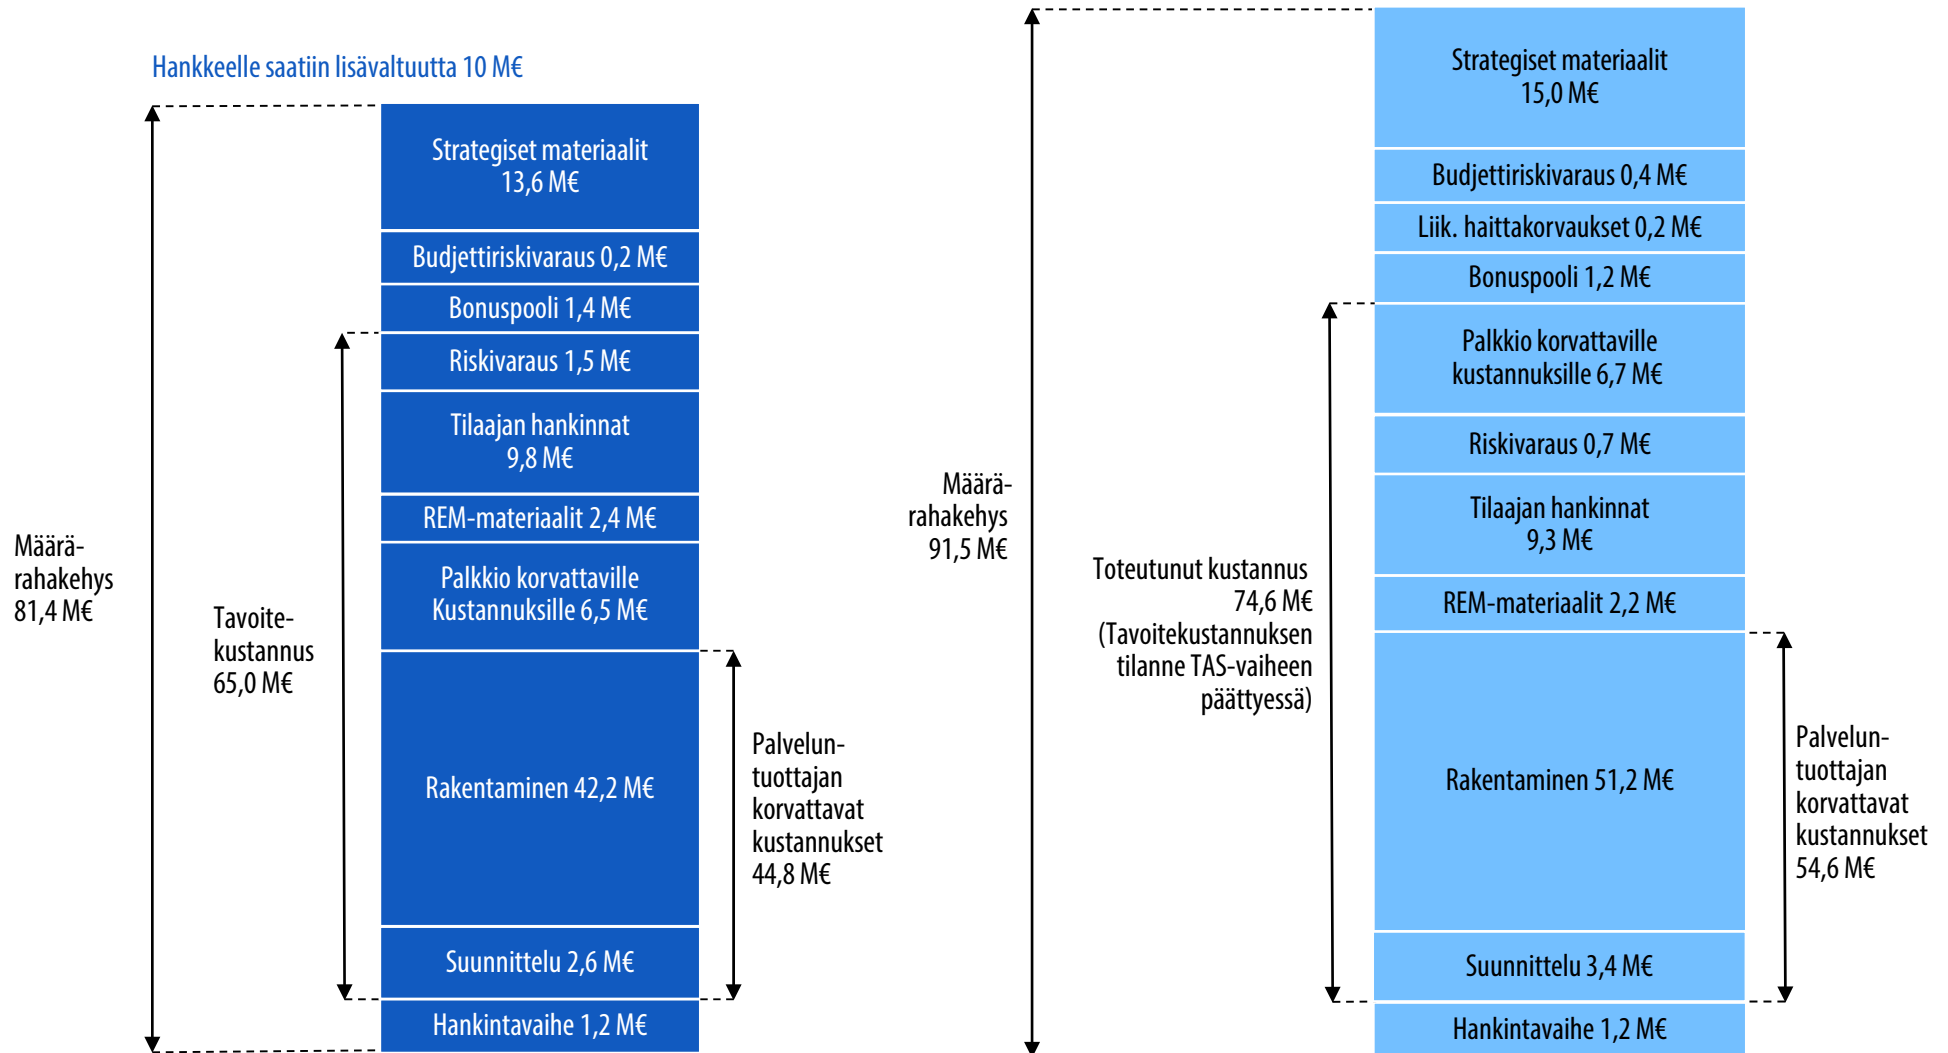 Hankkeelle saatiin lisävaltuutta 10 M€
Määrä-
rahakehys
81,4 M€
Tavoite-
kustannus
65,0 M€
Strategiset materiaalit
13,6 M€
Budjettiriskivaraus 0,2 M€
Bonuspooli 1,4 M€
Riskivaraus 1,5 M€
Tilaajan hankinnat
9,8 M€
REM-materiaalit 2,4 M€
Palkkio korvattaville
Kustannuksille 6,5 M€
Rakentaminen 42,2 M€
Suunnittelu 2,6 M€
Hankintavaihe 1,2 M€
Palvelun-
tuottajan
korvattavat
kustannukset
44,8 M€
Määrä-
rahakehys
91,5 M€
Toteutunut kustannus
74,6 M€
(Tavoitekustannuksen
tilanne TAS-vaiheen
päättyessä)
Strategiset materiaalit
15,0 M€
Budjettiriskivaraus 0,4 M€
Liik. haittakorvaukset 0,2 M€
Bonuspooli 1,2 M€
Palkkio korvattaville
kustannuksille 6,7 M€
Riskivaraus 0,7 M€
Tilaajan hankinnat
9,3 M€
REM-materiaalit 2,2 M€
Rakentaminen 51,2 M€
Suunnittelu 3,4 M€
Hankintavaihe 1,2 M€
Palvelun-
tuottajan
korvattavat
kustannukset
54,6 M€